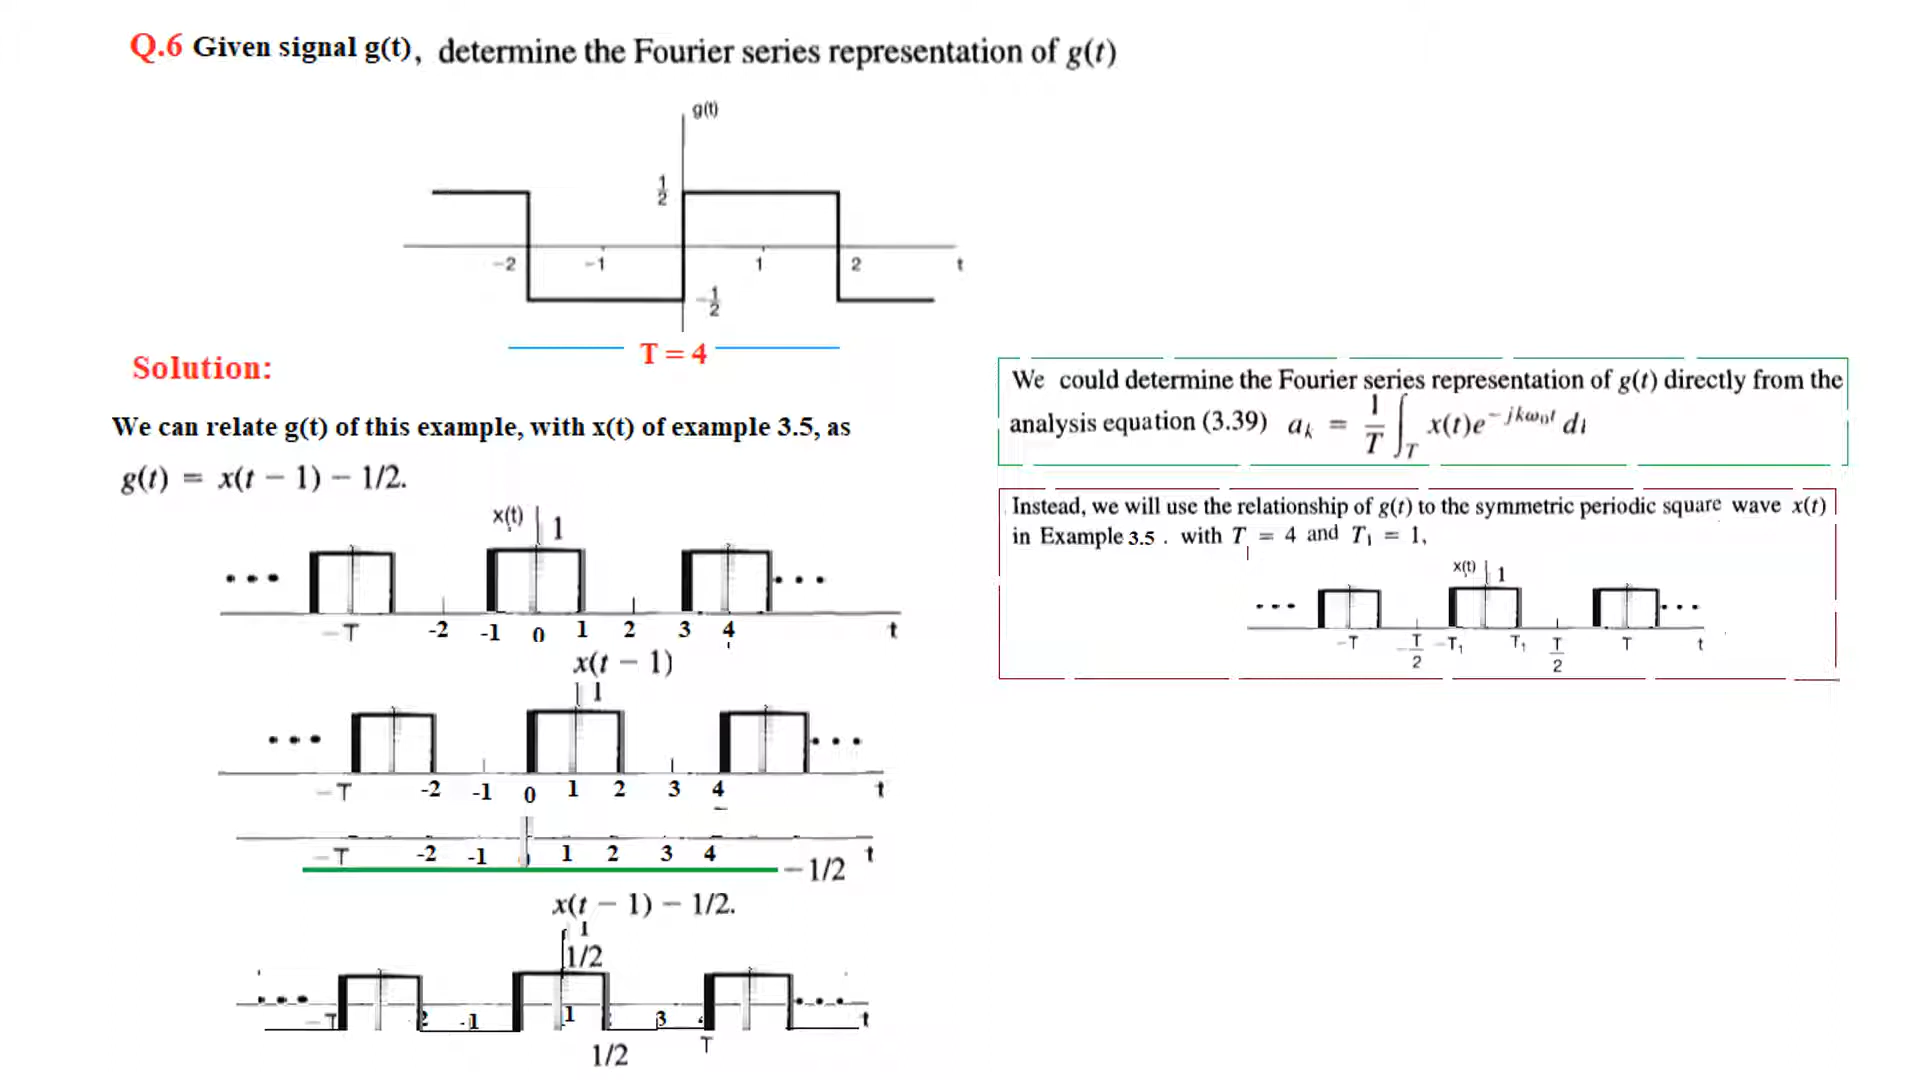 Q.6 Given signal g(t), determine the Fourier series representation of g(t)
g(t)
1/2
-2 -1 1 2 t
-1/2
T = 4
Solution:
We can relate g(t) of this example, with x(t) of example 3.5, as
g(t) = x(t − 1) − 1/2.
x(t) 1
-T -2 -1 0 1 2 3 4 t
x(t − 1)
1
-T -2 -1 0 1 2 3 4 t
-T -2 -1 1 2 3 4 t
− 1/2
x(t − 1) − 1/2.
1
1/2
-T -1 1 3 t
1/2 T
We could determine the Fourier series representation of g(t) directly from the
analysis equation (3.39) aₖ = 1/T ∫_T x(t)e^{-jkω₀t} dt
Instead, we will use the relationship of g(t) to the symmetric periodic square wave x(t)
in Example 3.5 . with T = 4 and T₁ = 1,
x(t) 1
-T -T/2 -T₁ T₁ T/2 T t